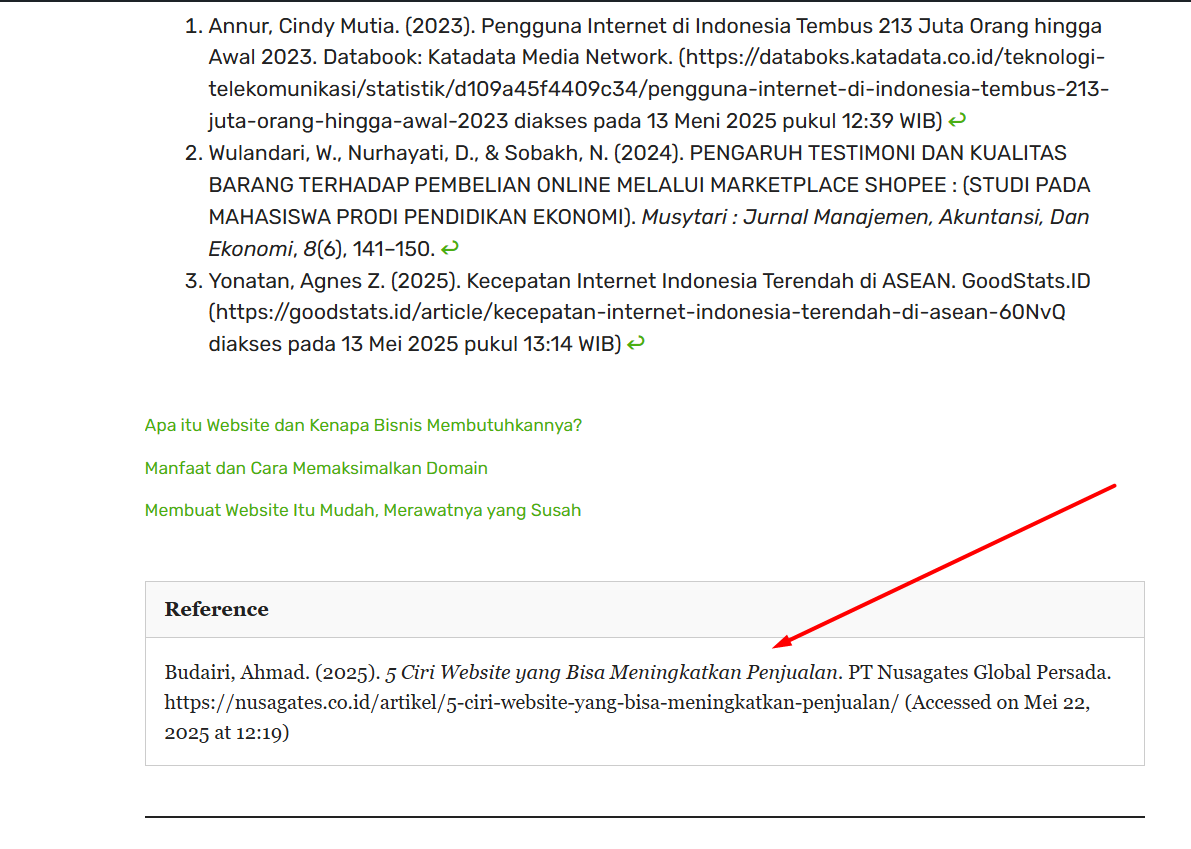 1. Annur, Cindy Mutia. (2023). Pengguna Internet di Indonesia Tembus 213 Juta Orang hingga
Awal 2023. Databook: Katadata Media Network. (https://databoks.katadata.co.id/teknologi-
telekomunikasi/statistik/d109a45f4409c34/pengguna-internet-di-indonesia-tembus-213-
juta-orang-hingga-awal-2023 diakses pada 13 Meni 2025 pukul 12:39 WIB) ↩
2. Wulandari, W., Nurhayati, D., & Sobakh, N. (2024). PENGARUH TESTIMONI DAN KUALITAS
BARANG TERHADAP PEMBELIAN ONLINE MELALUI MARKETPLACE SHOPEE : (STUDI PADA
MAHASISWA PRODI PENDIDIKAN EKONOMI). Musytari : Jurnal Manajemen, Akuntansi, Dan
Ekonomi, 8(6), 141–150. ↩
3. Yonatan, Agnes Z. (2025). Kecepatan Internet Indonesia Terendah di ASEAN. GoodStats.ID
(https://goodstats.id/article/kecepatan-internet-indonesia-terendah-di-asean-60NvQ
diakses pada 13 Mei 2025 pukul 13:14 WIB) ↩
Apa itu Website dan Kenapa Bisnis Membutuhkannya?
Manfaat dan Cara Memaksimalkan Domain
Membuat Website Itu Mudah, Merawatnya yang Susah
Reference
Budairi, Ahmad. (2025). 5 Ciri Website yang Bisa Meningkatkan Penjualan. PT Nusagates Global Persada.
https://nusagates.co.id/artikel/5-ciri-website-yang-bisa-meningkatkan-penjualan/ (Accessed on Mei 22,
2025 at 12:19)